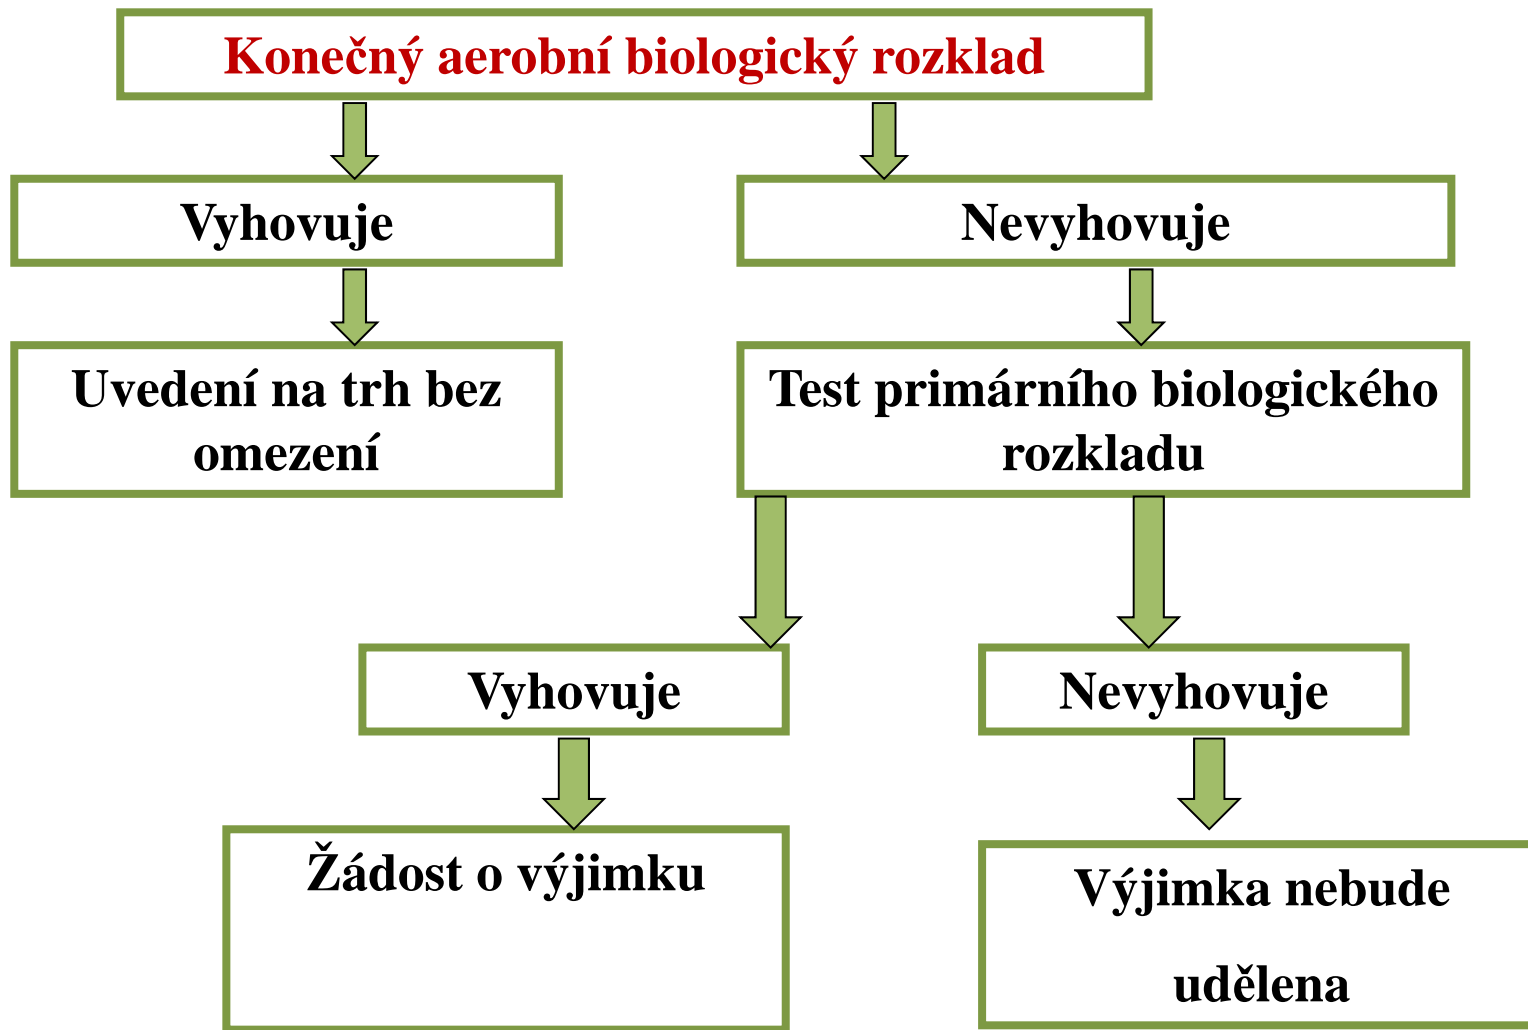 Konečný aerobní biologický rozklad
Vyhovuje
Nevyhovuje
Uvedení na trh bez
omezení
Test primárního biologického
rozkladu
Vyhovuje
Nevyhovuje
Žádost o výjimku
Výjimka nebude
udělena